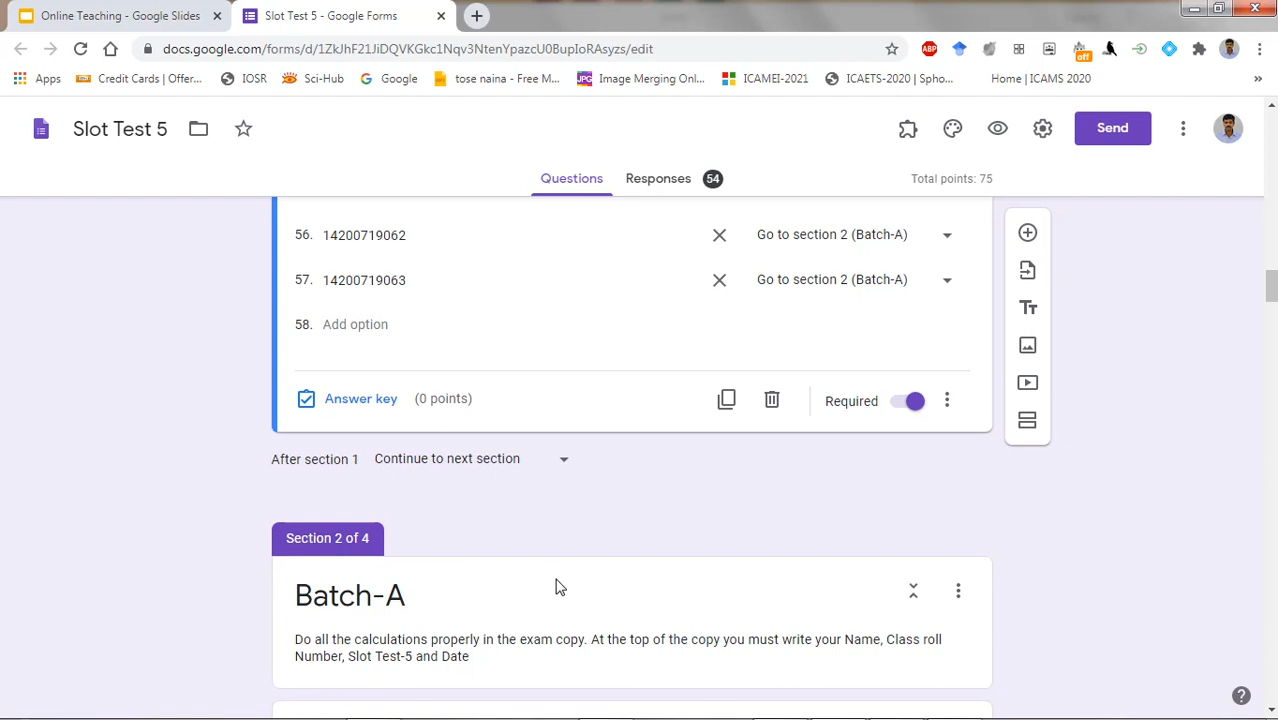 Online Teaching - Google Slides
Slot Test 5 - Google Forms
docs.google.com/forms/d/1ZkJhF21JiDQVKGkc1Nqv3NtenYpazcU0BupIoRAsyzs/edit
ABP
off
Apps
Credit Cards | Offer...
IOSR
Sci-Hub
Google
tose naina - Free M...
JPG
Image Merging Onl...
ICAMEI-2021
ICAETS-2020 | Spho...
Home | ICAMS 2020
»
Slot Test 5
Send
Questions
Responses 54
Total points: 75
56. 14200719062 Go to section 2 (Batch-A)
57. 14200719063 Go to section 2 (Batch-A)
58. Add option
Answer key (0 points)
Required
After section 1 Continue to next section
Section 2 of 4
Batch-A
Do all the calculations properly in the exam copy. At the top of the copy you must write your Name, Class roll
Number, Slot Test-5 and Date